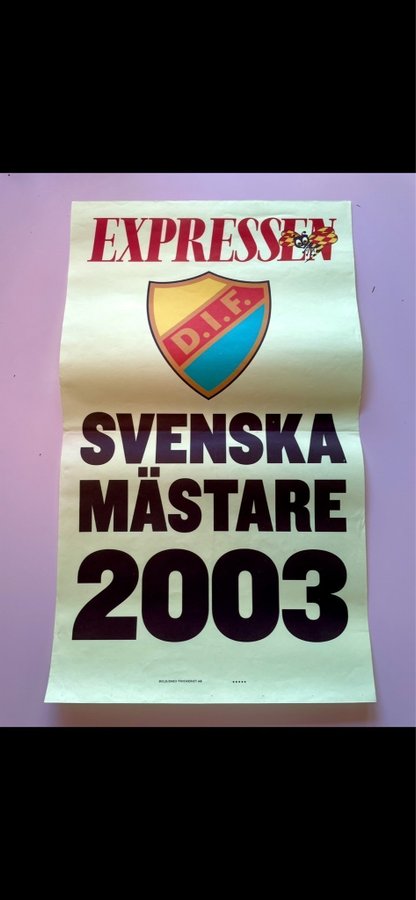 EXPRESSEN
D.I.F.
SVENSKA
MÄSTARE
2003